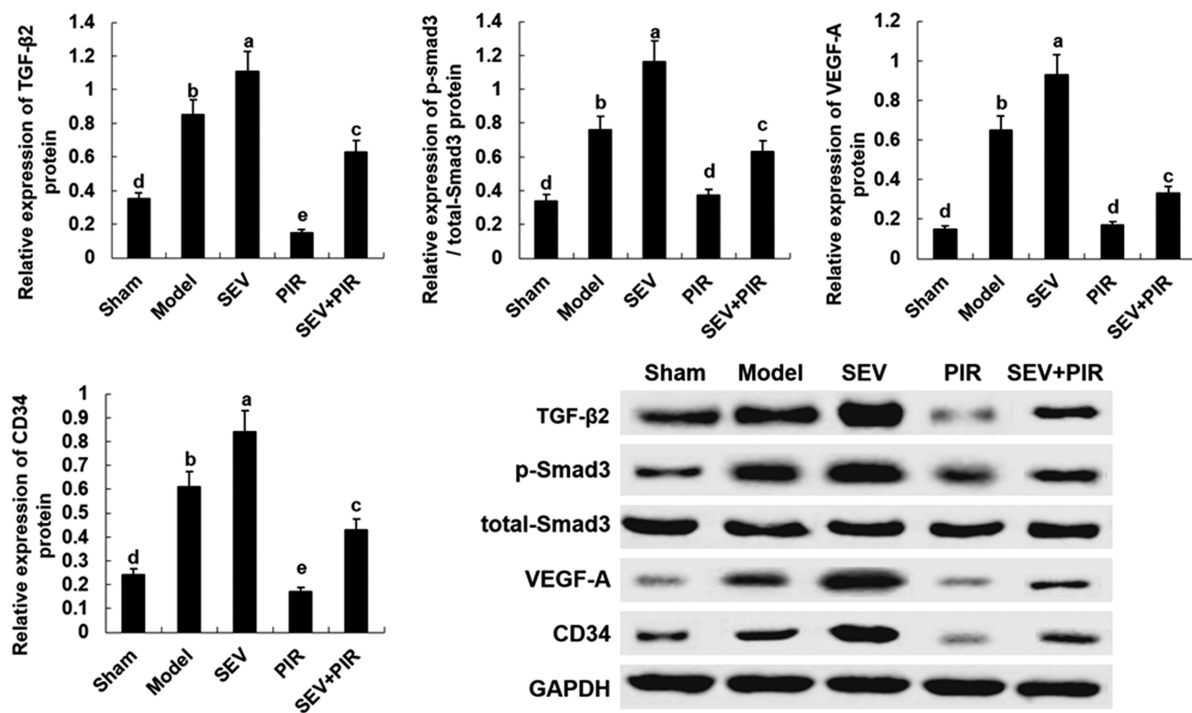 Relative expression of TGF-β2
protein
1.4
1.2
1
0.8
0.6
0.4
0.2
0
d
b
a
e
c
Sham
Model
SEV
PIR
SEV+PIR
Relative expression of p-smad3
/ total-Smad3 protein
1.4
1.2
1
0.8
0.6
0.4
0.2
0
d
b
a
d
c
Sham
Model
SEV
PIR
SEV+PIR
Relative expression of VEGF-A
protein
1.2
1
0.8
0.6
0.4
0.2
0
d
b
a
d
c
Sham
Model
SEV
PIR
SEV+PIR
Relative expression of CD34
protein
1
0.9
0.8
0.7
0.6
0.5
0.4
0.3
0.2
0.1
0
d
b
a
e
c
Sham
Model
SEV
PIR
SEV+PIR
Sham Model SEV PIR SEV+PIR
TGF-β2
p-Smad3
total-Smad3
VEGF-A
CD34
GAPDH